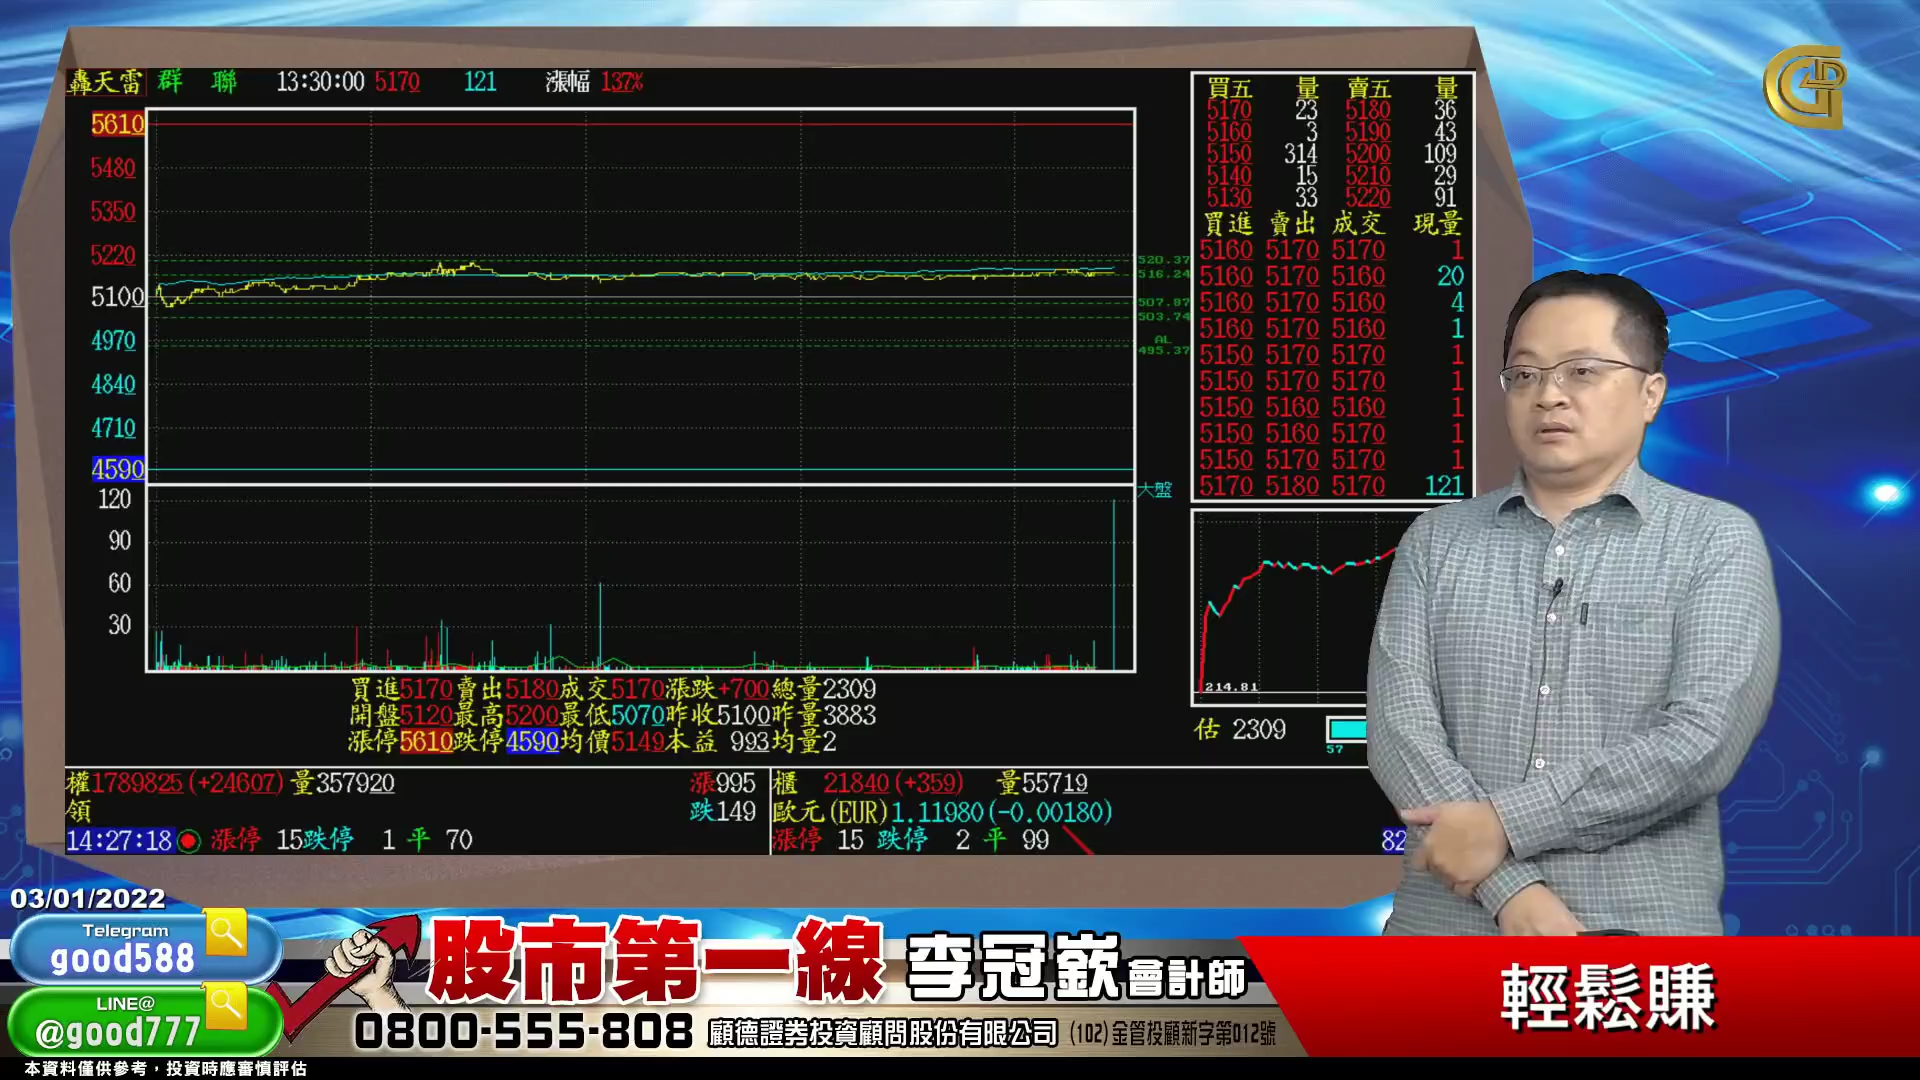 轟天雷 群 聯 13:30:00 5170 121 漲幅 137%
5610
5480
5350
5220
5100
4970
4840
4710
4590
120
90
60
30
520.37
516.24
507.97
503.74
AL
495.37
大盤
買五 量 賣五 量
5170 23 5180 36
5160 3 5190 43
5150 314 5200 109
5140 15 5210 29
5130 33 5220 91
買進 賣出 成交 現量
5160 5170 5170 1
5160 5170 5160 20
5160 5170 5160 4
5160 5170 5160 1
5150 5170 5170 1
5150 5170 5170 1
5150 5160 5160 1
5150 5160 5170 1
5150 5170 5170 1
5170 5180 5170 121
214.81
估 2309
57
買進5170賣出5180成交5170漲跌+700總量2309
開盤5120最高5200最低5070昨收5100昨量3883
漲停5610跌停4590均價5149本益 993均量2
權1789825(+24607)量357920 漲995
領 跌149
14:27:18 漲停 15跌停 1平 70
櫃 21840(+359) 量55719
歐元(EUR)1.11980(-0.00180)
漲停 15 跌停 2平 99 82
03/01/2022
Telegram
good588
LINE@
@good777
股市第一線 李冠嶔會計師
0800-555-808 顧德證券投資顧問股份有限公司 (102)金管投顧新字第012號
輕鬆賺
本資料僅供參考，投資時應審慎評估